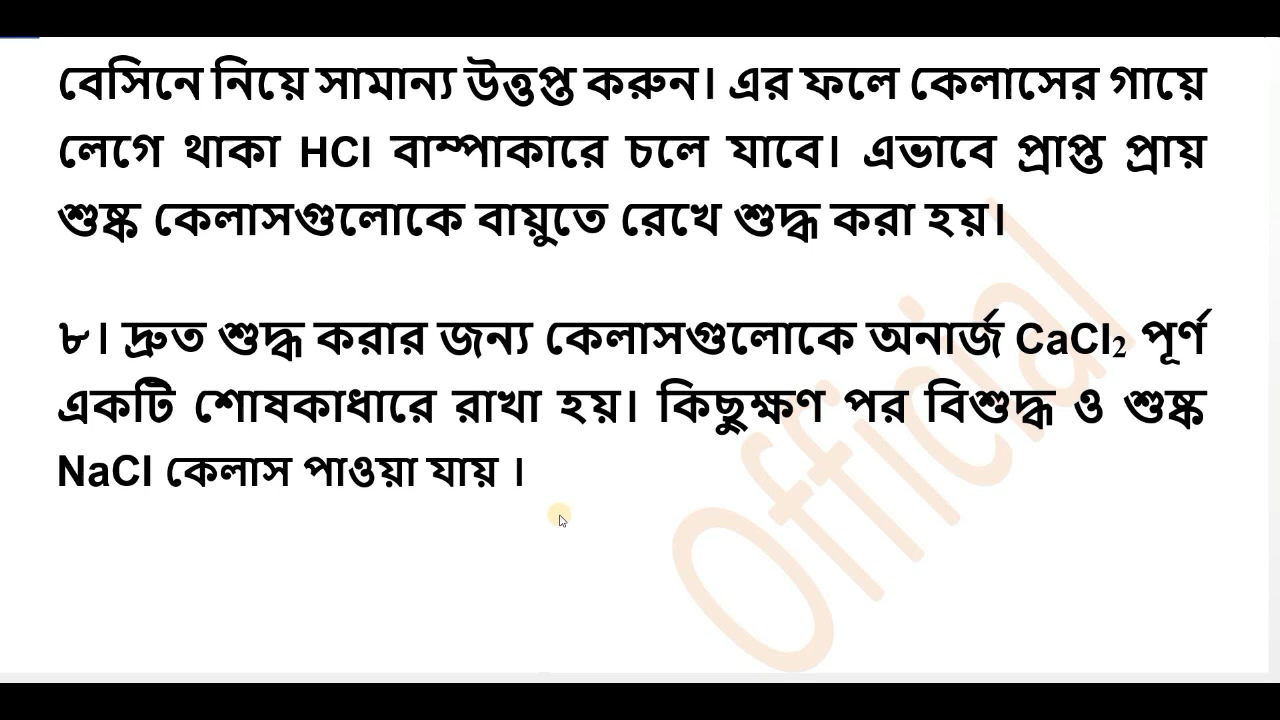 বেসিনে নিয়ে সামান্য উত্তপ্ত করুন। এর ফলে কেলাসের গায়ে
লেগে থাকা HCl বাম্পাকারে চলে যাবে। এভাবে প্রাপ্ত প্রায়
শুষ্ক কেলাসগুলোকে বায়ুতে রেখে শুদ্ধ করা হয়।
৮। দ্রুত শুদ্ধ করার জন্য কেলাসগুলোকে অনার্জ CaCl₂ পূর্ণ
একটি শোষকাধারে রাখা হয়। কিছুক্ষণ পর বিশুদ্ধ ও শুষ্ক
NaCl কেলাস পাওয়া যায় ।
Official